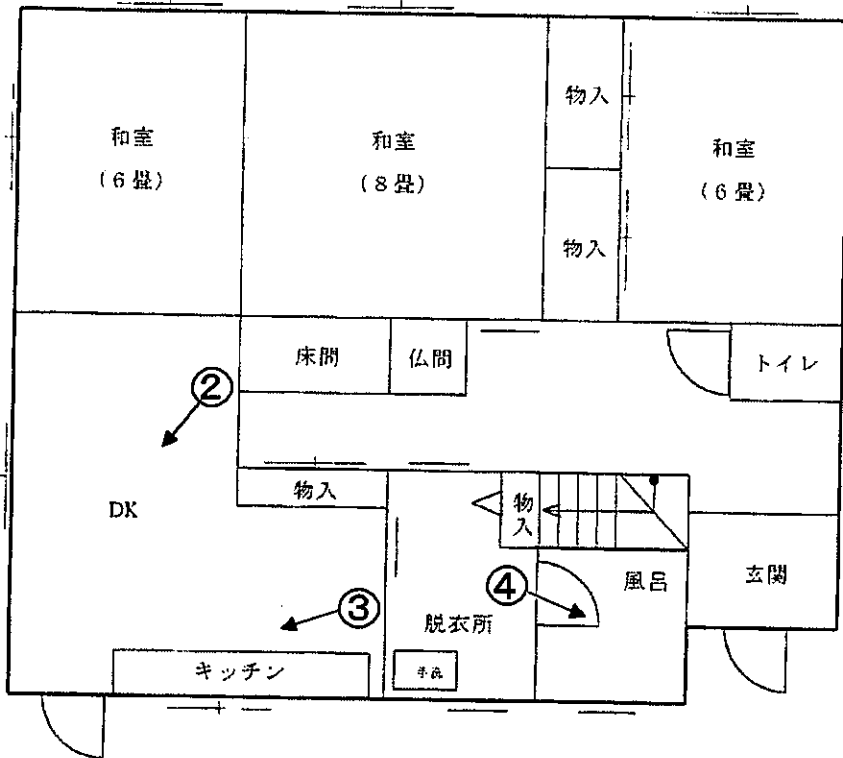 和室
(6畳)
和室
(8畳)
物入
物入
和室
(6畳)
床間
仏間
トイレ
②
物入
物入
DK
③
④
風呂
玄関
脱衣所
キッチン
手洗